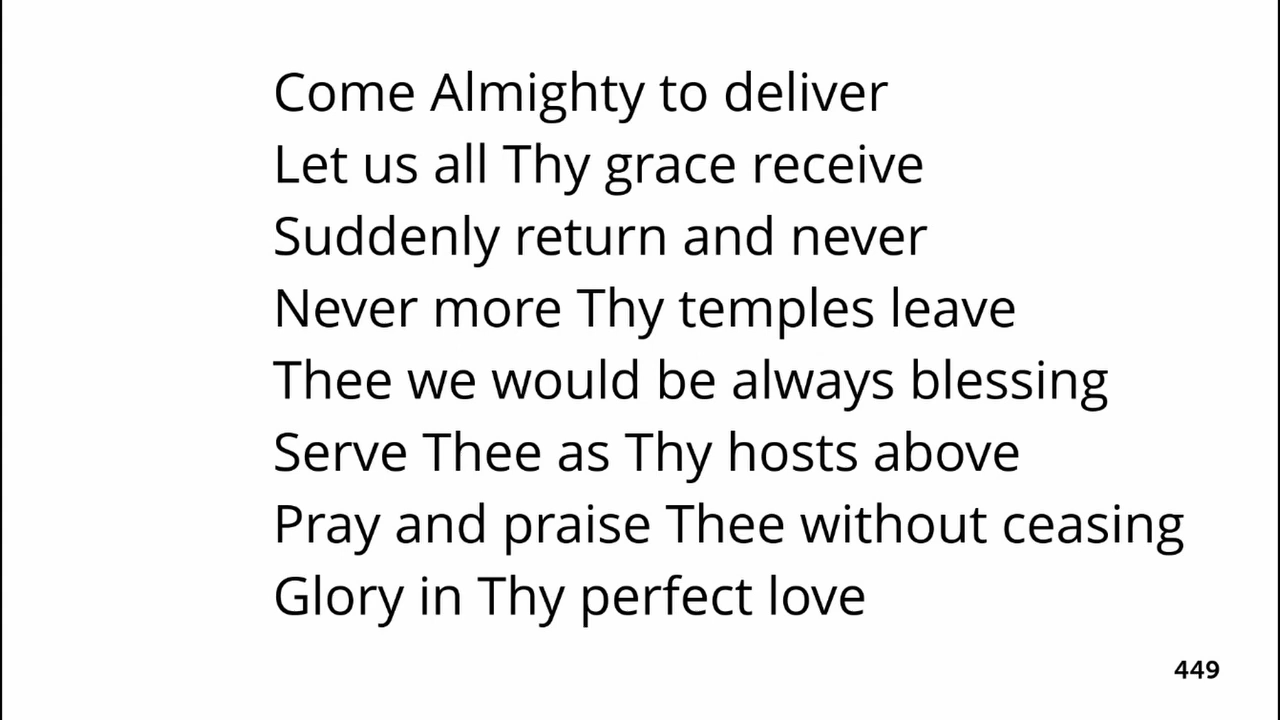 Come Almighty to deliver
Let us all Thy grace receive
Suddenly return and never
Never more Thy temples leave
Thee we would be always blessing
Serve Thee as Thy hosts above
Pray and praise Thee without ceasing
Glory in Thy perfect love
449